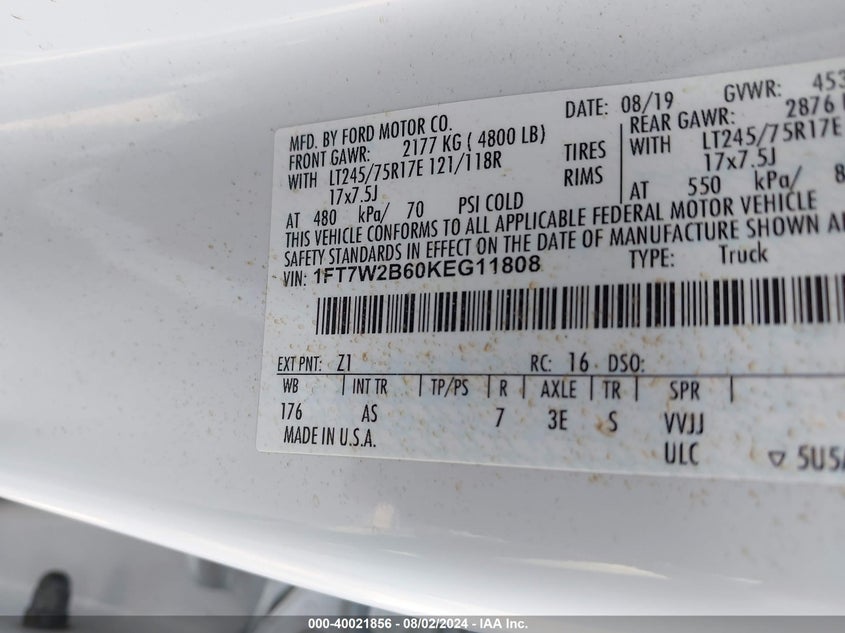 MFD. BY FORD MOTOR CO.
DATE: 08/19 GVWR: 453
FRONT GAWR: 2177 KG ( 4800 LB)
REAR GAWR: 2876
WITH LT245/75R17E 121/118R TIRES
WITH LT245/75R17E
17x7.5J RIMS
17x7.5J
AT 480 kPa/ 70 PSI COLD
AT 550 kPa/ 8
THIS VEHICLE CONFORMS TO ALL APPLICABLE FEDERAL MOTOR VEHICLE
SAFETY STANDARDS IN EFFECT ON THE DATE OF MANUFACTURE SHOWN
VIN: 1FT7W2B60KEG11808
TYPE: Truck
EXT PNT: Z1 RC: 16 DSO:
WB INT TR TP/PS R AXLE TR SPR
176 AS 7 3E S VVJJ
MADE IN U.S.A. ULC ▽ 5U5A
000-40021856 - 08/02/2024 - IAA Inc.